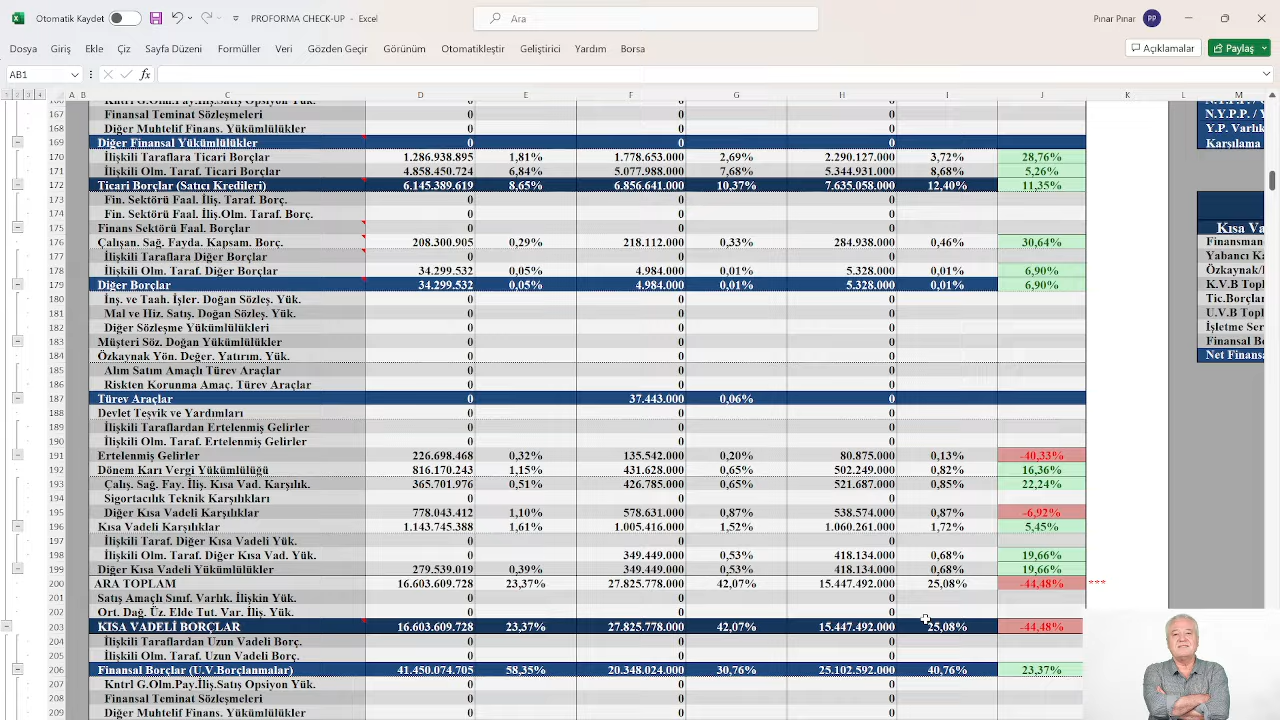 Otomatik Kaydet PROFORMA CHECK-UP - Excel Ara Pınar Pınar PP
Dosya Giriş Ekle Çiz Sayfa Düzeni Formüller Veri Gözden Geçir Görünüm Otomatikleştir Geliştirici Yardım Borsa Açıklamalar Paylaş
AB1 fx
1 2 3 4 A B C D E F G H I J K L M
Kntrl G.Olm.Pay.İliş.Satış Opsiyon Yük. 0 0 0
167 Finansal Teminat Sözleşmeleri 0 0 0
168 Diğer Muhtelif Finans. Yükümlülükler 0 0 0
169 Diğer Finansal Yükümlülükler 0 0 0
170 İlişkili Taraflara Ticari Borçlar 1.286.938.895 1,81% 1.778.653.000 2,69% 2.290.127.000 3,72% 28,76%
171 İlişkili Olm. Taraf. Ticari Borçlar 4.858.450.724 6,84% 5.077.988.000 7,68% 5.344.931.000 8,68% 5,26%
172 Ticari Borçlar (Satıcı Kredileri) 6.145.389.619 8,65% 6.856.641.000 10,37% 7.635.058.000 12,40% 11,35%
173 Fin. Sektörü Faal. İliş. Taraf. Borç. 0 0 0
174 Fin. Sektörü Faal. İliş.Olm. Taraf. Borç. 0 0 0
175 Finans Sektörü Faal. Borçlar 0 0 0
176 Çalışan. Sağ. Fayda. Kapsam. Borç. 208.300.905 0,29% 218.112.000 0,33% 284.938.000 0,46% 30,64%
177 İlişkili Taraflara Diğer Borçlar 0 0 0
178 İlişkili Olm. Taraf. Diğer Borçlar 34.299.532 0,05% 4.984.000 0,01% 5.328.000 0,01% 6,90%
179 Diğer Borçlar 34.299.532 0,05% 4.984.000 0,01% 5.328.000 0,01% 6,90%
180 İnş. ve Taah. İşler. Doğan Sözleş. Yük. 0 0 0
181 Mal ve Hiz. Satış. Doğan Sözleş. Yük. 0 0 0
182 Diğer Sözleşme Yükümlülükleri 0 0 0
183 Müşteri Söz. Doğan Yükümlülükler 0 0 0
184 Özkaynak Yön. Değer. Yatırım. Yük. 0 0 0
185 Alım Satım Amaçlı Türev Araçlar 0 0 0
186 Riskten Korunma Amaç. Türev Araçlar 0 0 0
187 Türev Araçlar 0 37.443.000 0,06% 0
188 Devlet Teşvik ve Yardımları 0 0 0
189 İlişkili Taraflardan Ertelenmiş Gelirler 0 0 0
190 İlişkili Olm. Taraf. Ertelenmiş Gelirler 0 0 0
191 Ertelenmiş Gelirler 226.698.468 0,32% 135.542.000 0,20% 80.875.000 0,13% -40,33%
192 Dönem Karı Vergi Yükümlülüğü 816.170.243 1,15% 431.628.000 0,65% 502.249.000 0,82% 16,36%
193 Çalış. Sağ. Fay. İliş. Kısa Vad. Karşılık. 365.701.976 0,51% 426.785.000 0,65% 521.687.000 0,85% 22,24%
194 Sigortacılık Teknik Karşılıkları 0 0 0
195 Diğer Kısa Vadeli Karşılıklar 778.043.412 1,10% 578.631.000 0,87% 538.574.000 0,87% -6,92%
196 Kısa Vadeli Karşılıklar 1.143.745.388 1,61% 1.005.416.000 1,52% 1.060.261.000 1,72% 5,45%
197 İlişkili Taraf. Diğer Kısa Vadeli Yük. 0 0 0
198 İlişkili Olm. Taraf. Diğer Kısa Vad. Yük. 349.449.000 0,53% 418.134.000 0,68% 19,66%
199 Diğer Kısa Vadeli Yükümlülükler 279.539.019 0,39% 349.449.000 0,53% 418.134.000 0,68% 19,66%
200 ARA TOPLAM 16.603.609.728 23,37% 27.825.778.000 42,07% 15.447.492.000 25,08% -44,48% ***
201 Satış Amaçlı Sınıf. Varlık. İlişkin Yük. 0 0 0
202 Ort. Dağ. Üz. Elde Tut. Var. İliş. Yük. 0 0 0
203 KISA VADELİ BORÇLAR 16.603.609.728 23,37% 27.825.778.000 42,07% 15.447.492.000 25,08% -44,48%
204 İlişkili Taraflardan Uzun Vadeli Borç. 0 0 0
205 İlişkili Olm. Taraf. Uzun Vadeli Borç. 0 0 0
206 Finansal Borçlar (U.V.Borçlanmalar) 41.450.074.705 58,35% 20.348.024.000 30,76% 25.102.592.000 40,76% 23,37%
207 Kntrl G.Olm.Pay.İliş.Satış Opsiyon Yük. 0 0 0
208 Finansal Teminat Sözleşmeleri 0 0 0
209 Diğer Muhtelif Finans. Yükümlülükler 0 0 0
N.Y.P.P. /
Y.P. Varlık
Karşılama
Kısa Va
Finansman
Yabancı Ka
Özkaynak/
K.V.B Topl
Tic.Borçlar
U.V.B Topl
İşletme Ser
Finansal Bo
Net Finans